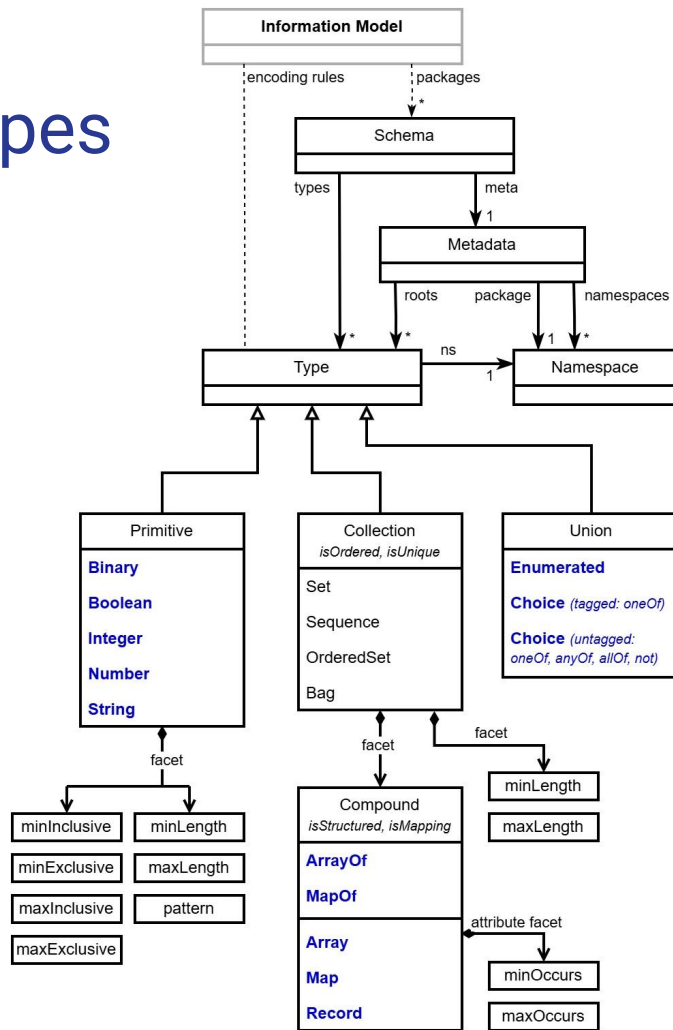 Information Model
encoding rules
packages
*
pes
Schema
types
meta
1
Metadata
roots
package
namespaces
*
*
1
*
ns
1
Type
Namespace
Primitive
Binary
Boolean
Integer
Number
String
Collection
isOrdered, isUnique
Set
Sequence
OrderedSet
Bag
Union
Enumerated
Choice (tagged: oneOf)
Choice (untagged:
oneOf, anyOf, allOf, not)
facet
minInclusive
minExclusive
maxInclusive
maxExclusive
minLength
maxLength
pattern
facet
facet
minLength
maxLength
Compound
isStructured, isMapping
ArrayOf
MapOf
Array
Map
Record
attribute facet
minOccurs
maxOccurs